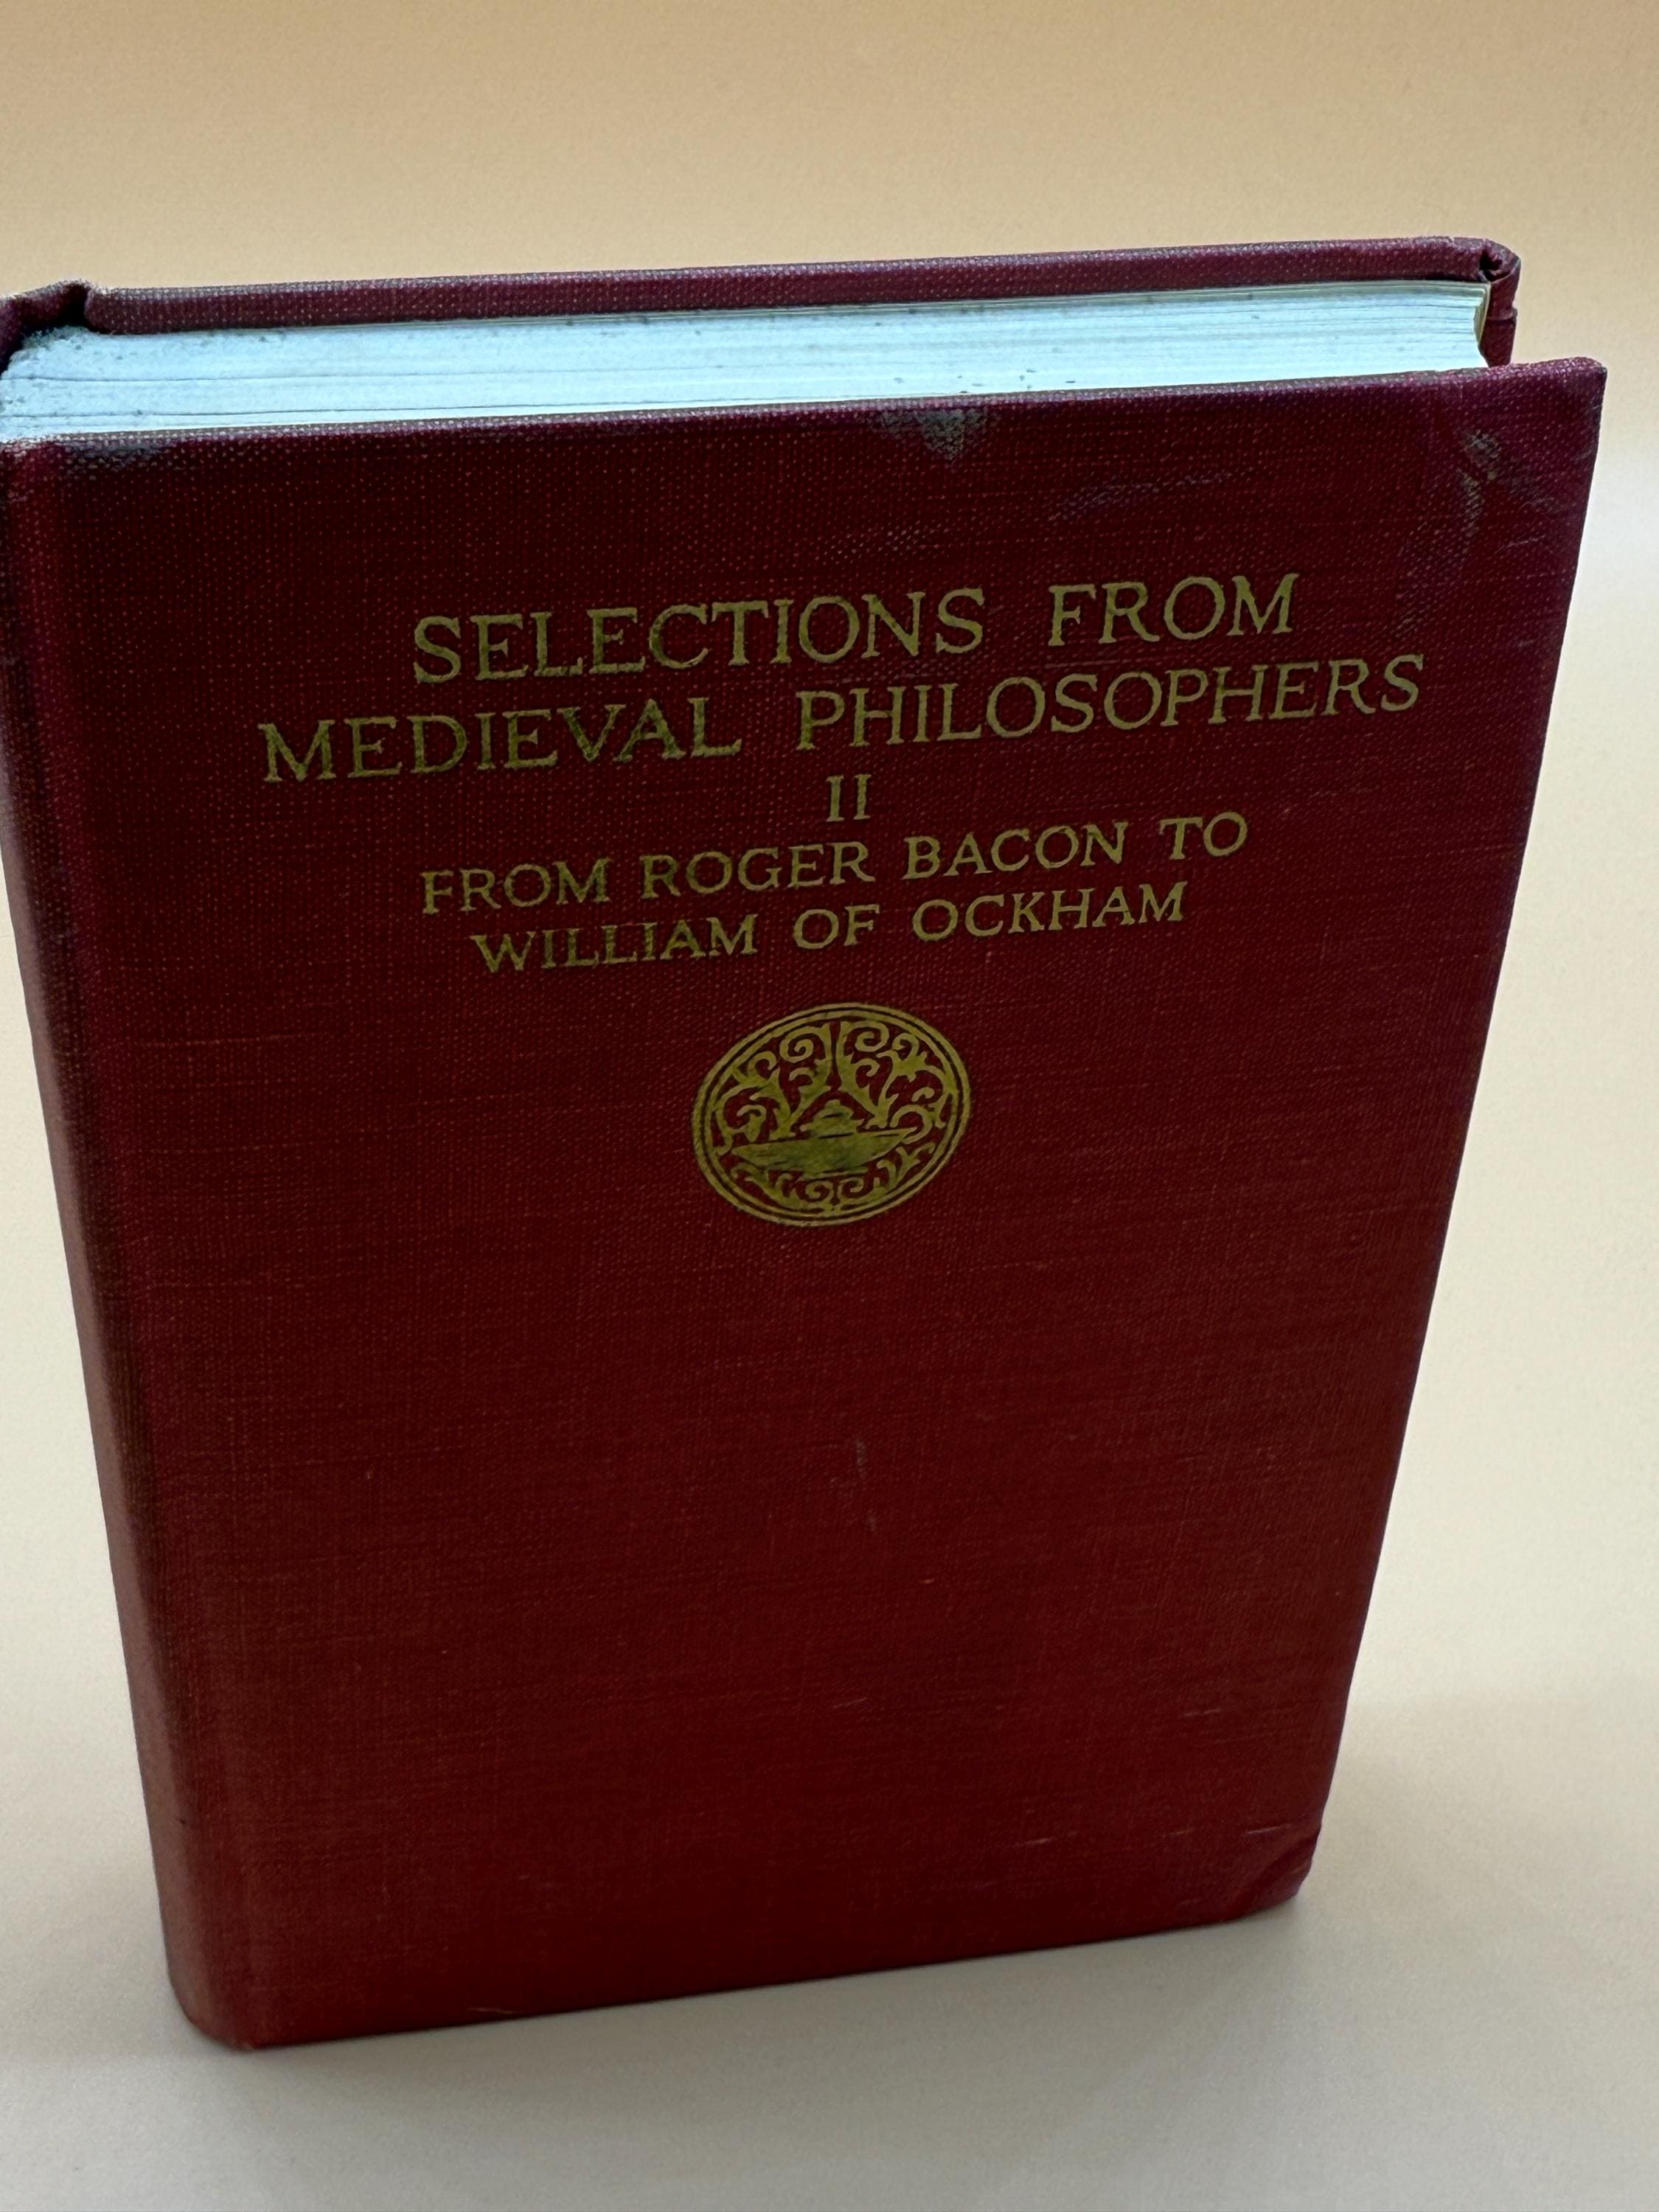 SELECTIONS FROM
MEDIEVAL PHILOSOPHERS
II
FROM ROGER BACON TO
WILLIAM OF OCKHAM